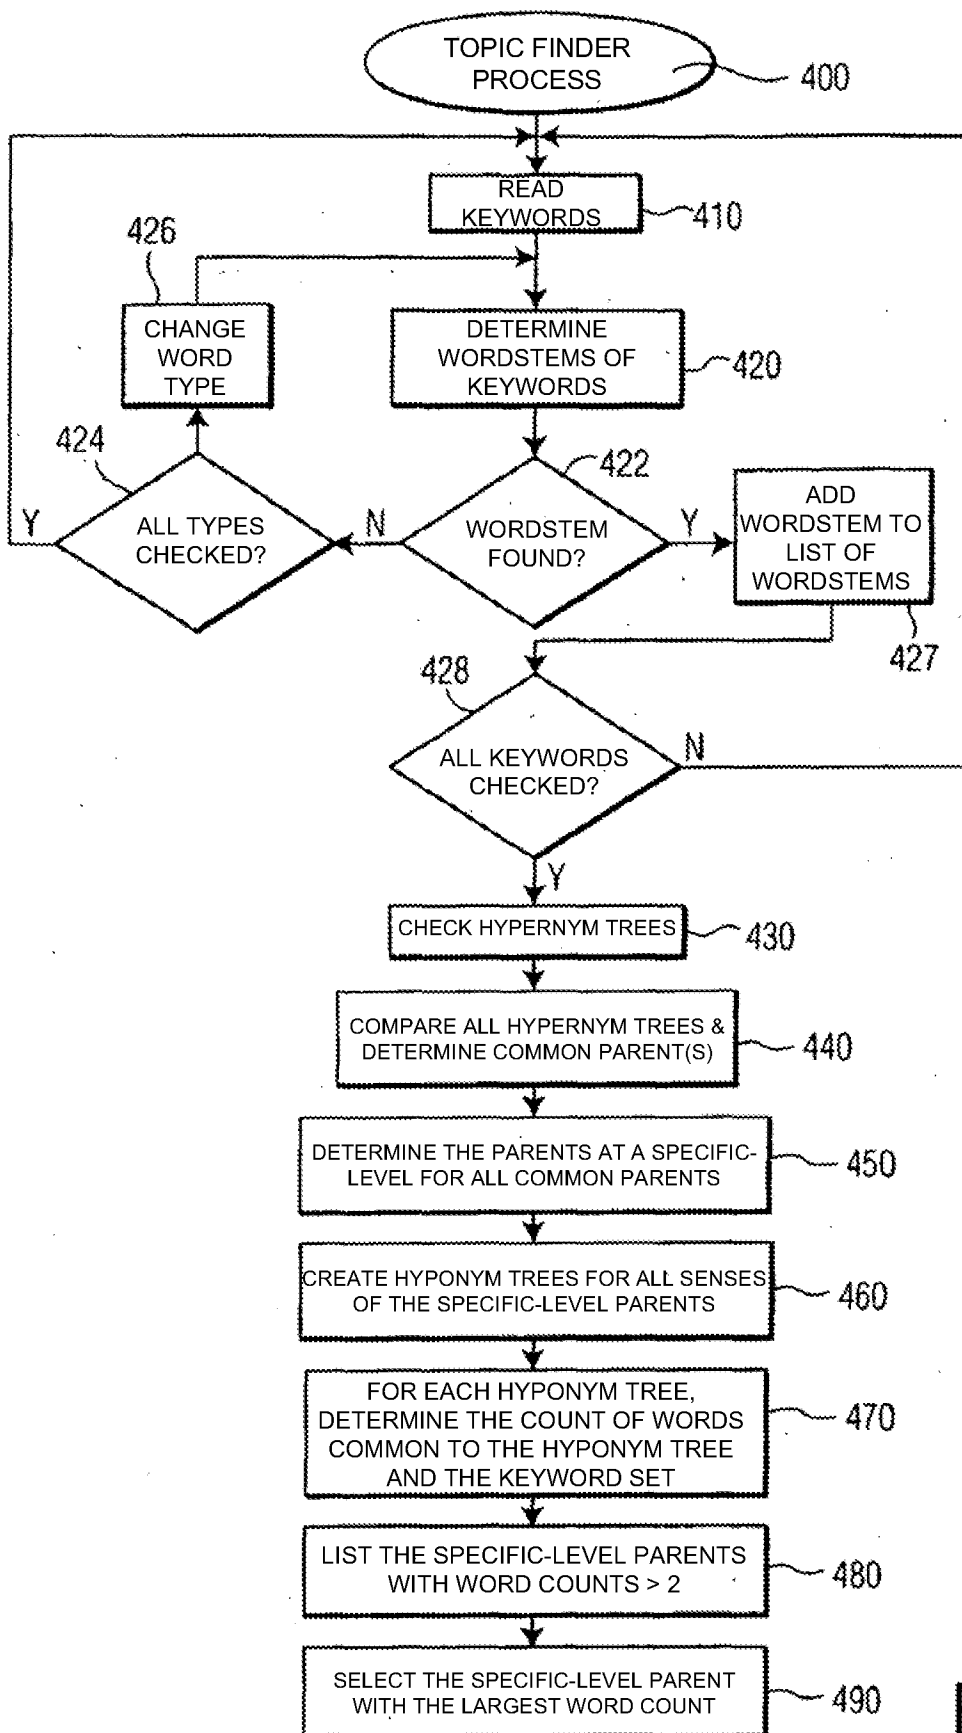 TOPIC FINDER
PROCESS
400
READ
KEYWORDS
410
426
CHANGE
WORD
TYPE
DETERMINE
WORDSTEMS OF
KEYWORDS
420
424
422
Y
ALL TYPES
CHECKED?
N
WORDSTEM
FOUND?
Y
ADD
WORDSTEM TO
LIST OF
WORDSTEMS
427
428
ALL KEYWORDS
CHECKED?
N
Y
CHECK HYPERNYM TREES
430
COMPARE ALL HYPERNYM TREES &
DETERMINE COMMON PARENT(S)
440
DETERMINE THE PARENTS AT A SPECIFIC-
LEVEL FOR ALL COMMON PARENTS
450
CREATE HYPONYM TREES FOR ALL SENSES
OF THE SPECIFIC-LEVEL PARENTS
460
FOR EACH HYPONYM TREE,
DETERMINE THE COUNT OF WORDS
COMMON TO THE HYPONYM TREE
AND THE KEYWORD SET
470
LIST THE SPECIFIC-LEVEL PARENTS
WITH WORD COUNTS > 2
480
SELECT THE SPECIFIC-LEVEL PARENT
WITH THE LARGEST WORD COUNT
490